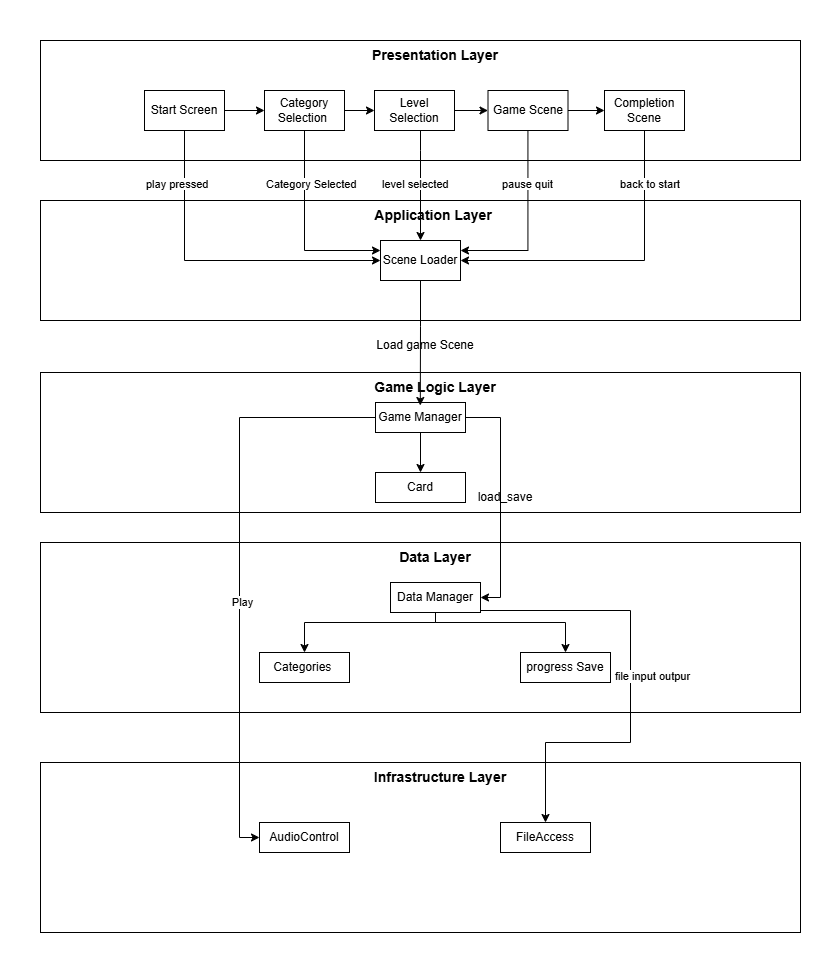 Presentation Layer
Start Screen
Category
Selection
Level
Selection
Game Scene
Completion
Scene
play pressed
Category Selected
level selected
pause quit
back to start
Application Layer
Scene Loader
Load game Scene
Game Logic Layer
Game Manager
Card
load_save
Data Layer
Data Manager
Play
Categories
progress Save
file input outpur
Infrastructure Layer
AudioControl
FileAccess